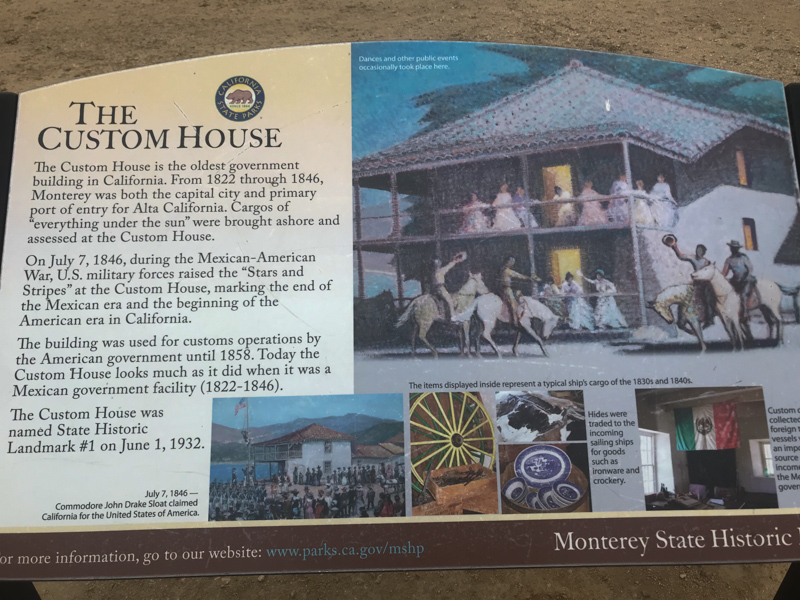 THE
CUSTOM HOUSE
CALIFORNIA
STATE PARKS
SINCE 1864
The Custom House is the oldest government
building in California. From 1822 through 1846,
Monterey was both the capital city and primary
port of entry for Alta California. Cargos of
"everything under the sun" were brought ashore and
assessed at the Custom House.
On July 7, 1846, during the Mexican-American
War, U.S. military forces raised the "Stars and
Stripes" at the Custom House, marking the end of
the Mexican era and the beginning of the
American era in California.
The building was used for customs operations by
the American government until 1858. Today the
Custom House looks much as it did when it was a
Mexican government facility (1822-1846).
The Custom House was
named State Historic
Landmark #1 on June 1, 1932.
July 7, 1846 —
Commodore John Drake Sloat claimed
California for the United States of America.
Dances and other public events
occasionally took place here.
The items displayed inside represent a typical ship's cargo of the 1830s and 1840s.
Hides were
traded to the
incoming
sailing ships
for goods
such as
ironware and
crockery.
Custom
collected
foreign
vessels
an imp
source
incom
the Me
gover
or more information, go to our website: www.parks.ca.gov/mshp
Monterey State Historic